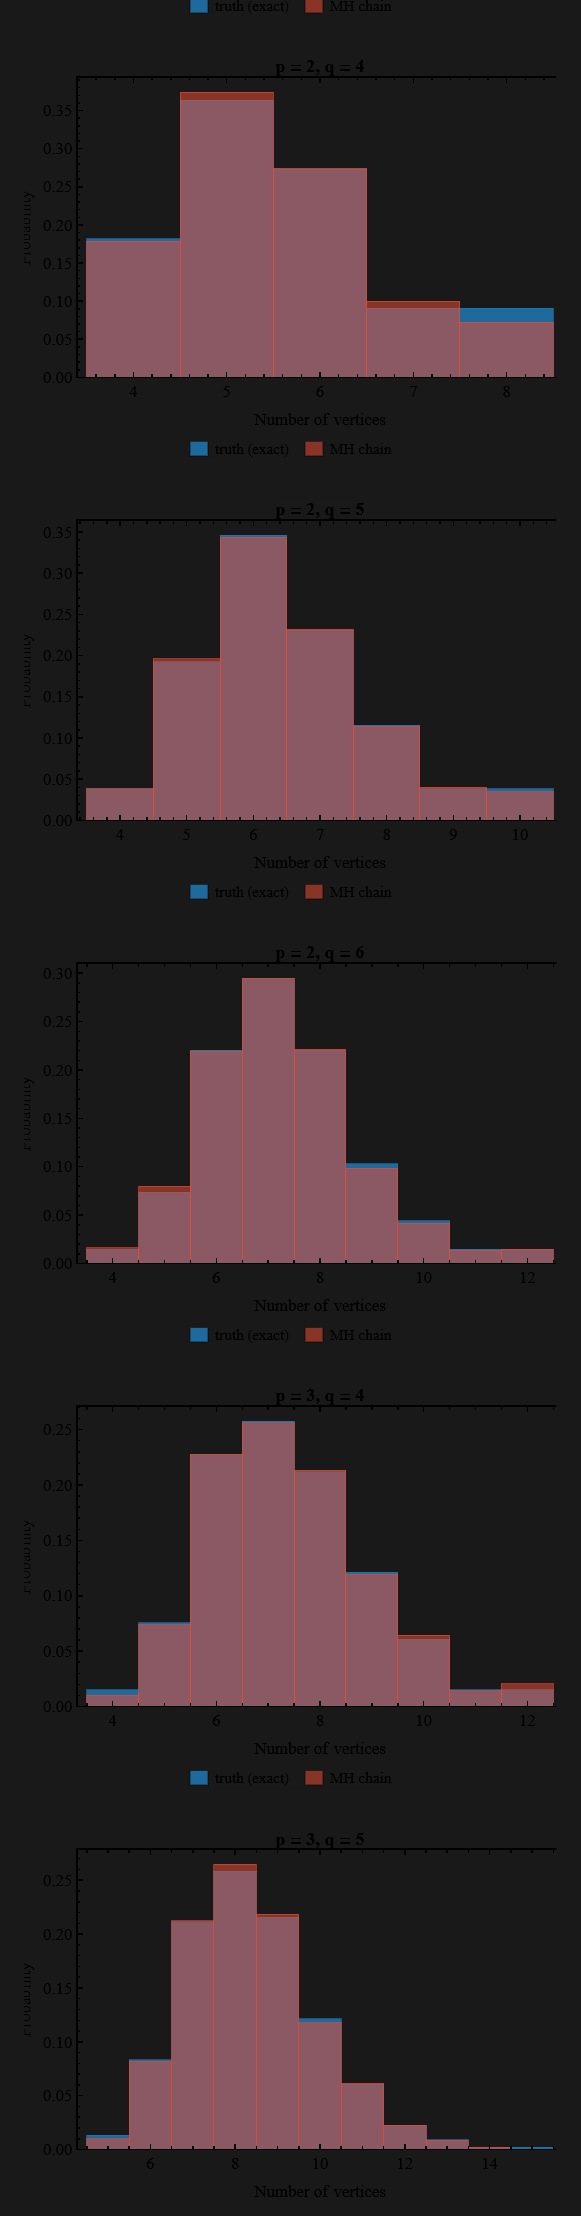 truth (exact) MH chain
p = 2, q = 4
Probability
0.35
0.30
0.25
0.20
0.15
0.10
0.05
0.00
4 5 6 7 8
Number of vertices
truth (exact) MH chain
p = 2, q = 5
Probability
0.35
0.30
0.25
0.20
0.15
0.10
0.05
0.00
4 5 6 7 8 9 10
Number of vertices
truth (exact) MH chain
p = 2, q = 6
Probability
0.30
0.25
0.20
0.15
0.10
0.05
0.00
4 6 8 10 12
Number of vertices
truth (exact) MH chain
p = 3, q = 4
Probability
0.25
0.20
0.15
0.10
0.05
0.00
4 6 8 10 12
Number of vertices
truth (exact) MH chain
p = 3, q = 5
Probability
0.25
0.20
0.15
0.10
0.05
0.00
6 8 10 12 14
Number of vertices